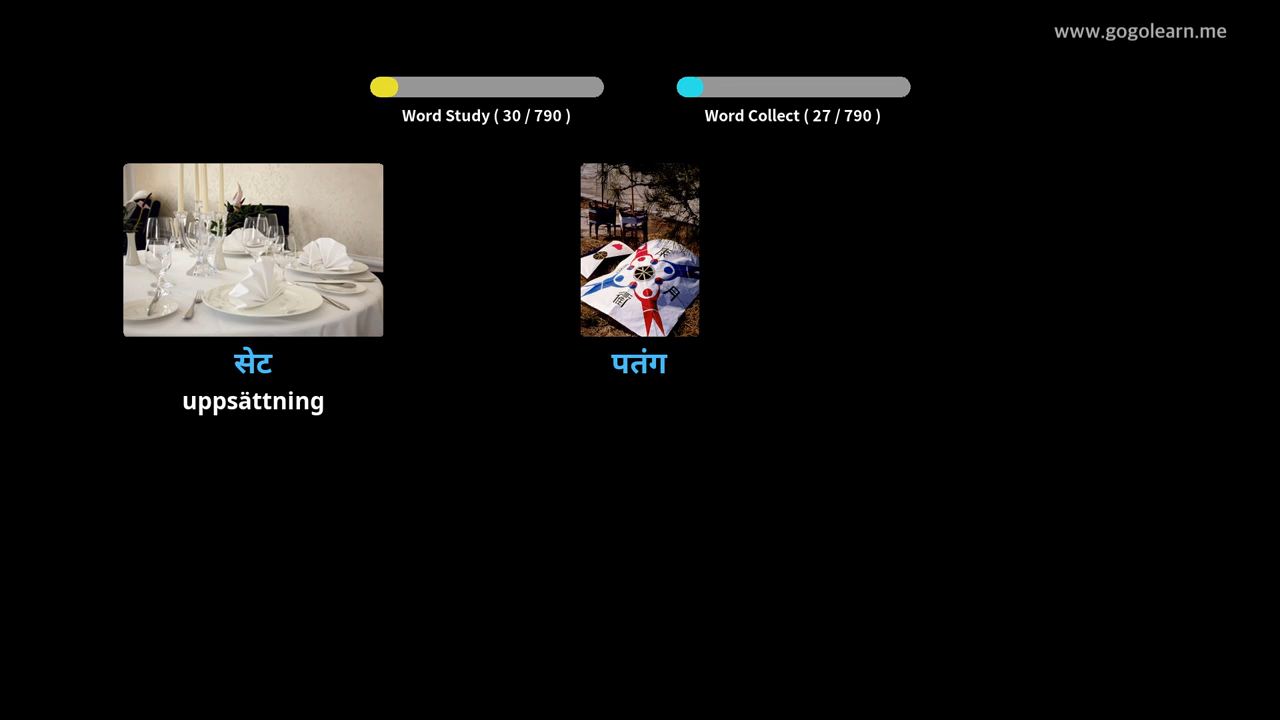 www.gogolearn.me
Word Study ( 30 / 790 )
Word Collect ( 27 / 790 )
सेट
uppsättning
पतंग